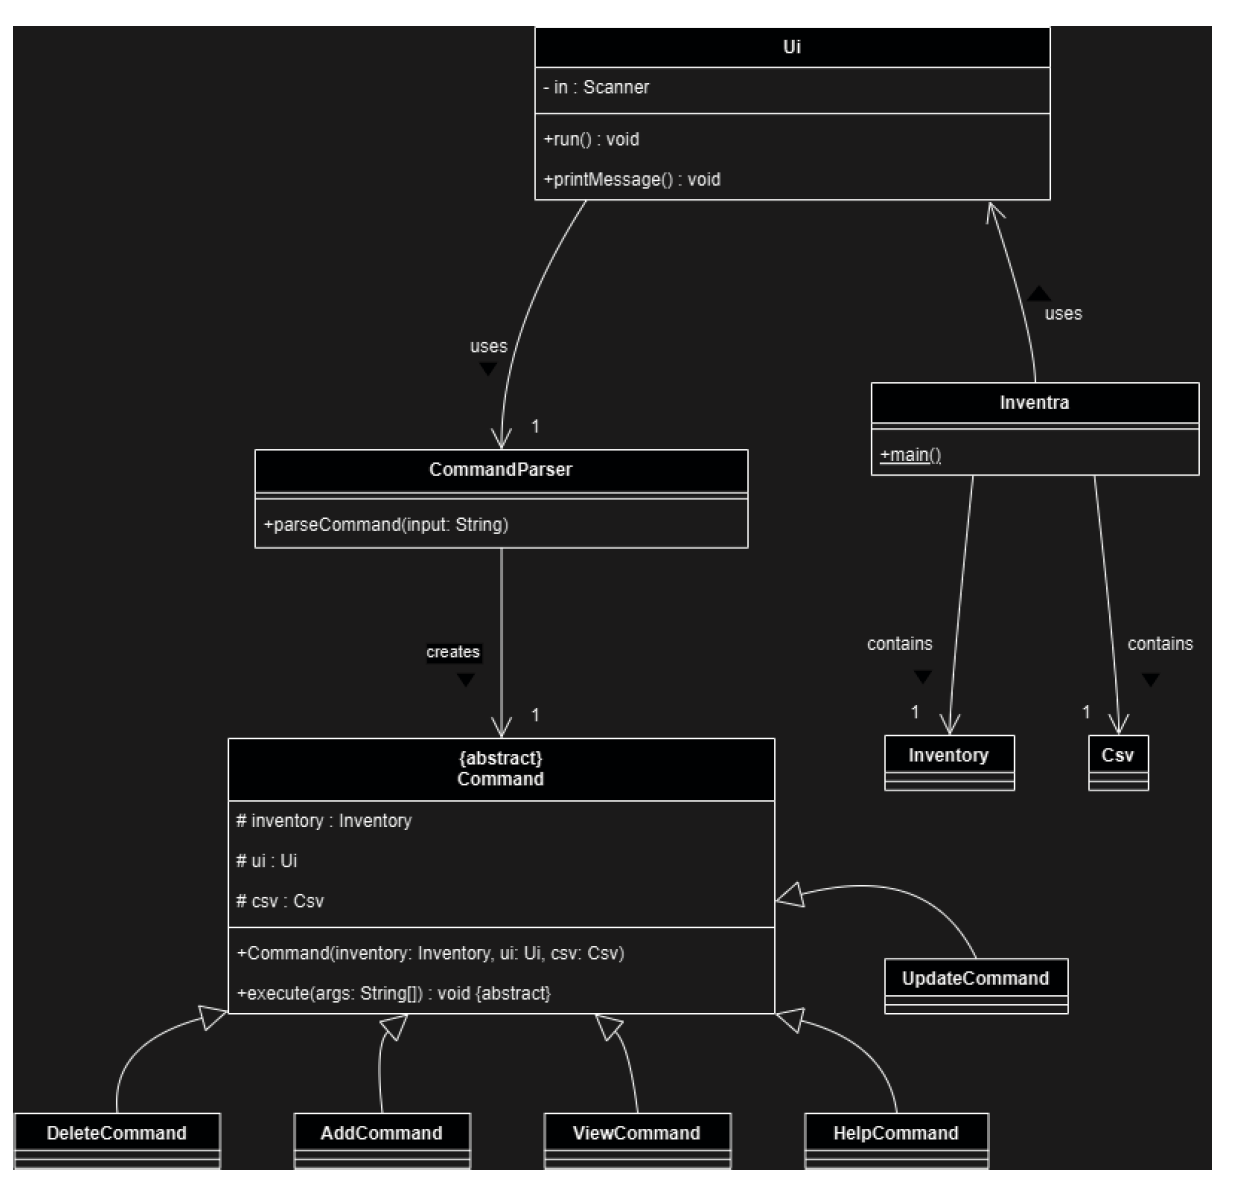 Ui
- in : Scanner
+run() : void
+printMessage() : void
uses
uses
1
Inventra
+main()
CommandParser
+parseCommand(input: String)
creates
1
contains
contains
1
1
Inventory
Csv
{abstract}
Command
# inventory : Inventory
# ui : Ui
# csv : Csv
+Command(inventory: Inventory, ui: Ui, csv: Csv)
+execute(args: String[]) : void {abstract}
UpdateCommand
DeleteCommand
AddCommand
ViewCommand
HelpCommand